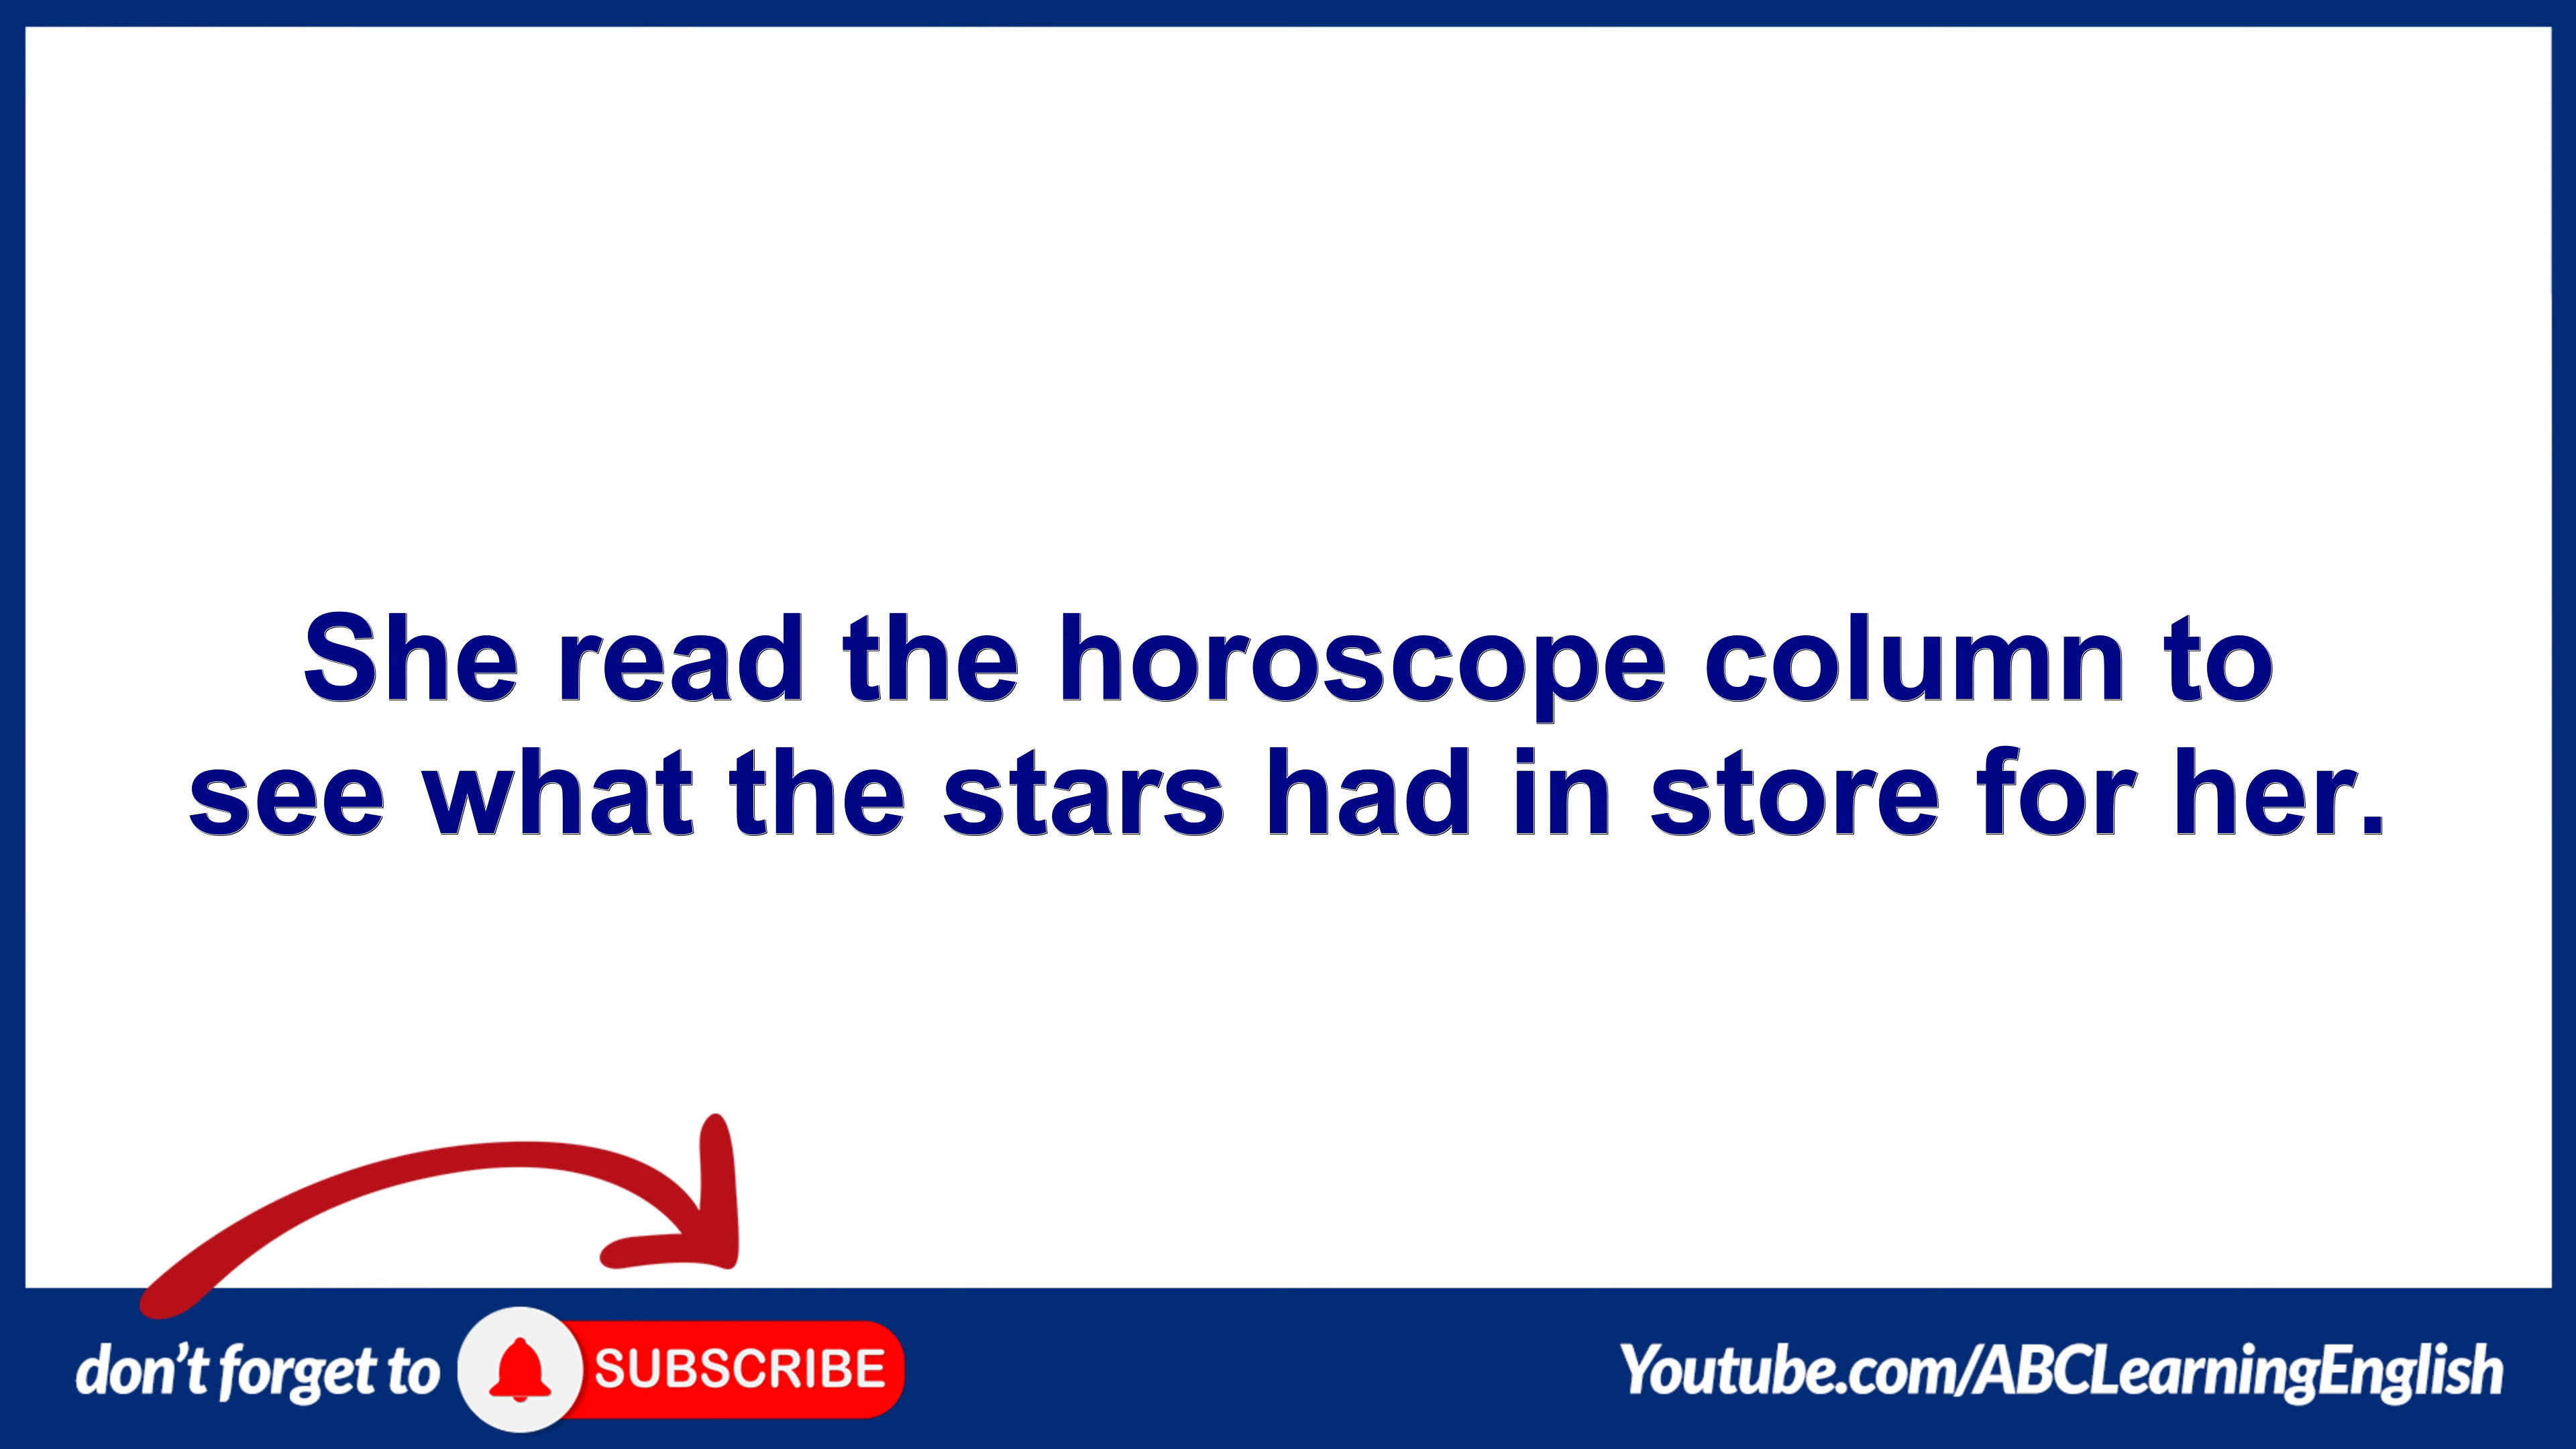 She read the horoscope column to
see what the stars had in store for her.
don't forget to SUBSCRIBE
Youtube.com/ABCLearningEnglish